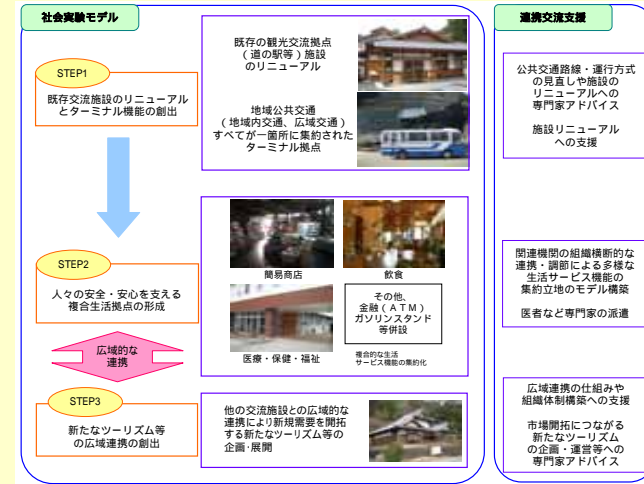 社会実験モデル
連携交流支援
STEP1
既存交流施設のリニューアル
とターミナル機能の創出
既存の観光交流拠点
(道の駅等)施設
のリニューアル
地域公共交通
(地域内交通、広域交通)
すべてが一箇所に集約された
ターミナル拠点
公共交通路線・運行方式
の見直しや施設の
リニューアルへの
専門家アドバイス
施設リニューアル
への支援
STEP2
人々の安全・安心を支える
複合生活拠点の形成
簡易商店
飲食
医療・保健・福祉
その他、
金融(ATM)
ガソリンスタンド
等併設
複合的な生活
サービス機能の集約化
関連機関の組織横断的な
連携・調節による多様な
生活サービス機能の
集約立地のモデル構築
医者など専門家の派遣
広域的な
連携
STEP3
新たなツーリズム等
の広域連携の創出
他の交流施設との広域的な
連携により新規需要を開拓
する新たなツーリズム等の
企画・展開
広域連携の仕組みや
組織体制構築への支援
市場開拓につながる
新たなツーリズム
の企画・運営等への
専門家アドバイス